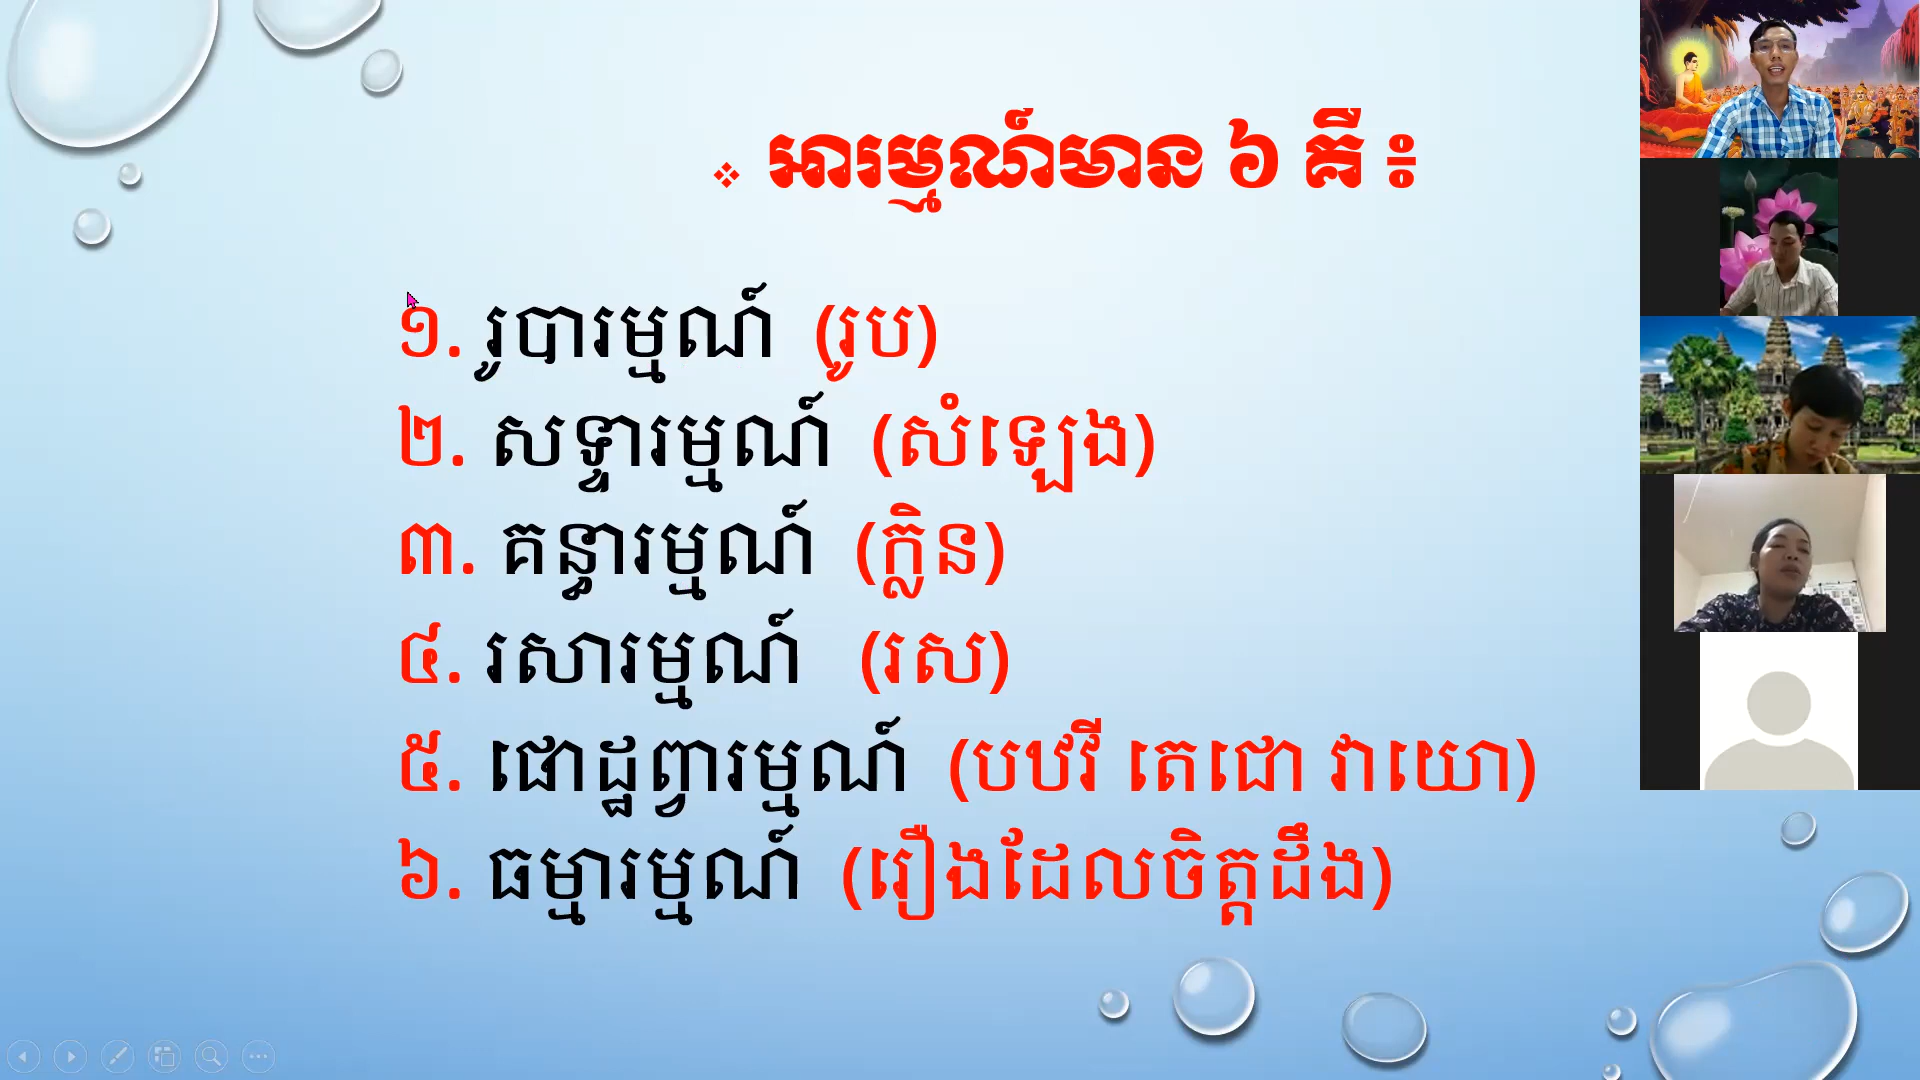 ❖ អារម្មណ៍មាន ៦ គឺ ៖
១. រូបារម្មណ៍ (រូប)
២. សទ្ទារម្មណ៍ (សំឡេង)
៣. គន្ធារម្មណ៍ (ក្លិន)
៤. រសារម្មណ៍ (រស)
៥. ផោដ្ឋព្វារម្មណ៍ (បឋវី តេជោ វាយោ)
៦. ធម្មារម្មណ៍ (រឿងដែលចិត្តដឹង)